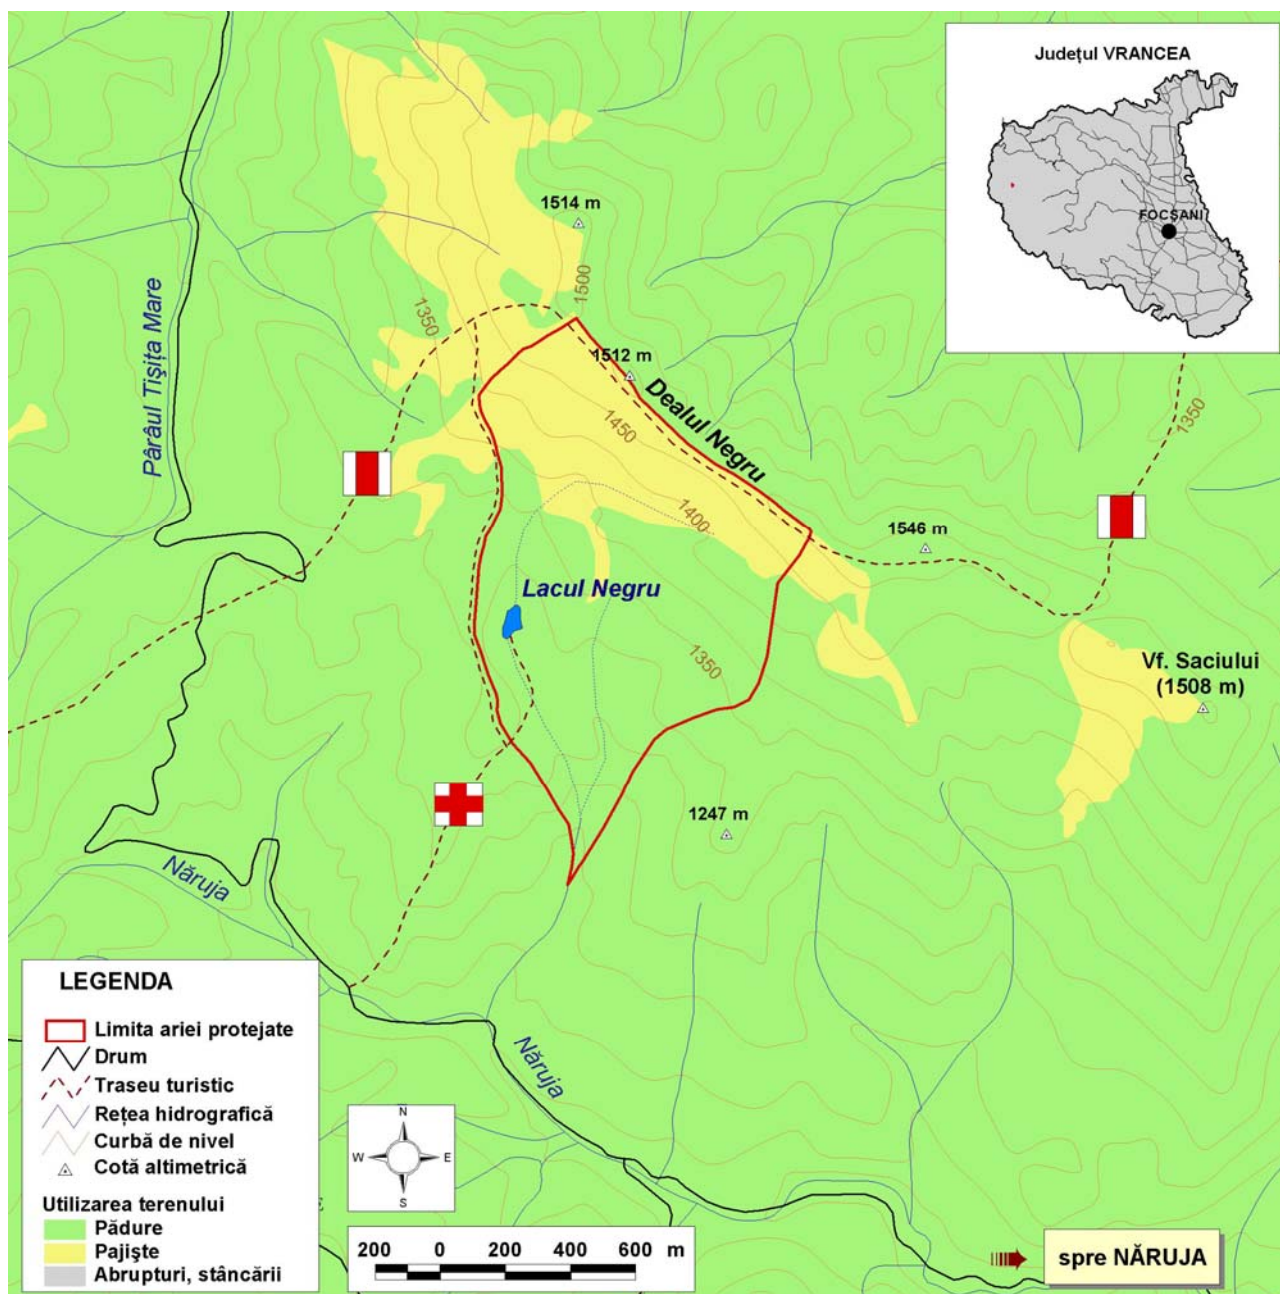 Județul VRANCEA
FOCȘANI
1514 m
1500
1350
Pârâul Tișița Mare
1512 m
Dealul Negru
1450
1350
1400
1546 m
Lacul Negru
1350
Vf. Saciului
(1508 m)
1247 m
Năruja
Năruja
LEGENDA
Limita ariei protejate
Drum
Traseu turistic
Rețea hidrografică
Curbă de nivel
Cotă altimetrică
Utilizarea terenului
Pădure
Pajiște
Abrupturi, stâncării
N
W E
S
200 0 200 400 600 m
spre NĂRUJA